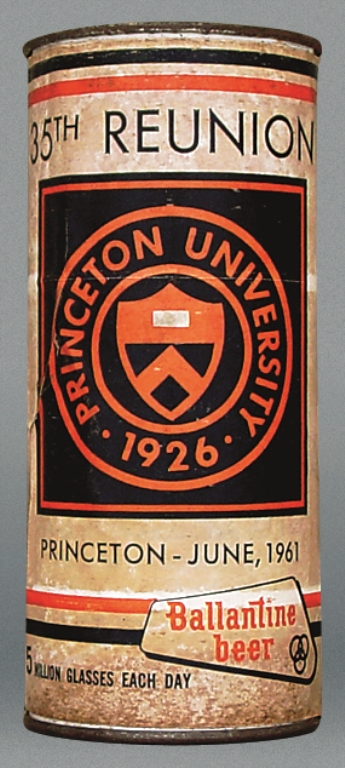 35TH REUNION
PRINCETON UNIVERSITY
· 1926 ·
PRINCETON - JUNE, 1961
Ballantine
beer
5 MILLION GLASSES EACH DAY